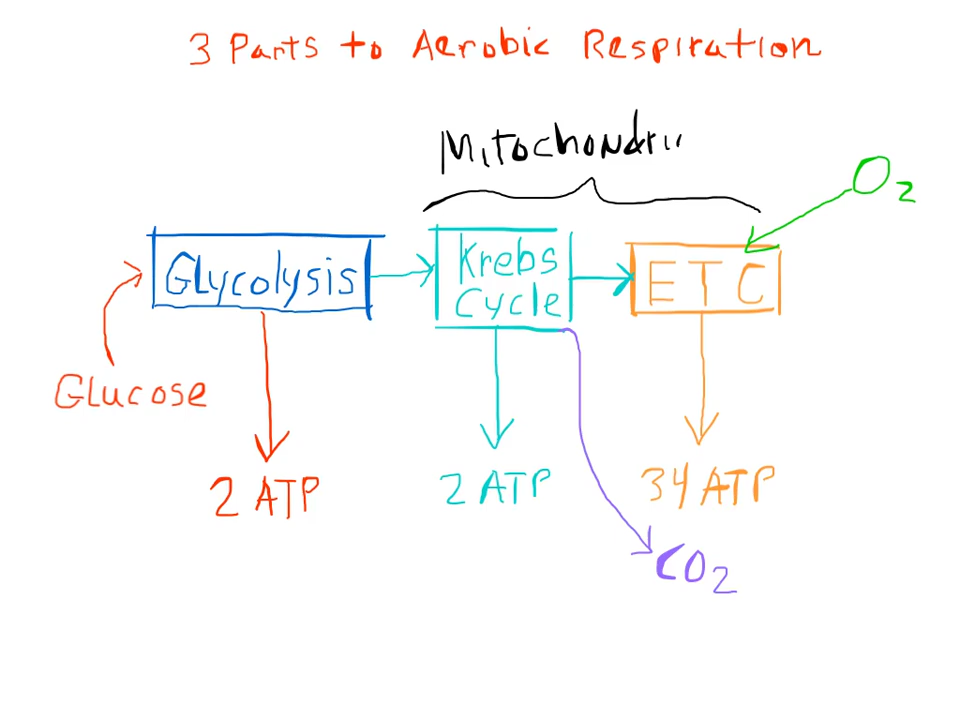 3 Parts to Aerobic Respiration
Mitochondri
O2
Glycolysis
Krebs
Cycle
ETC
Glucose
2 ATP
2 ATP
34 ATP
CO2